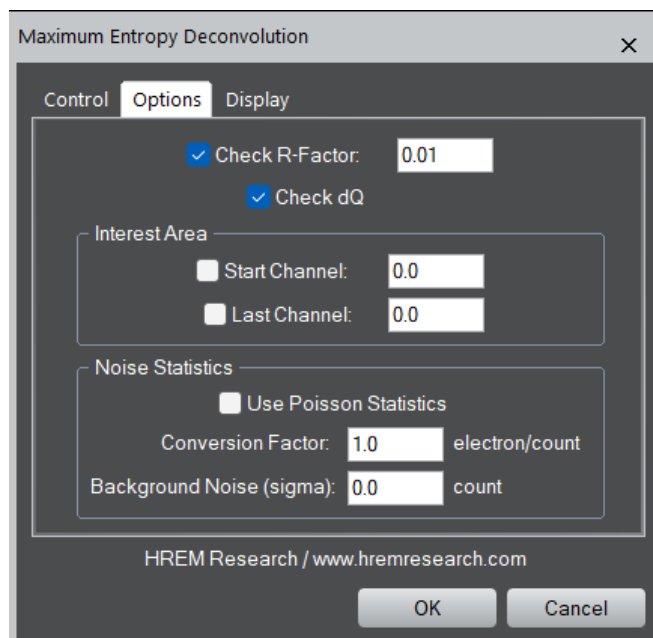 Maximum Entropy Deconvolution
Control Options Display
Check R-Factor: 0.01
Check dQ
Interest Area
Start Channel: 0.0
Last Channel: 0.0
Noise Statistics
Use Poisson Statistics
Conversion Factor: 1.0 electron/count
Background Noise (sigma): 0.0 count
HREM Research / www.hremresearch.com
OK Cancel